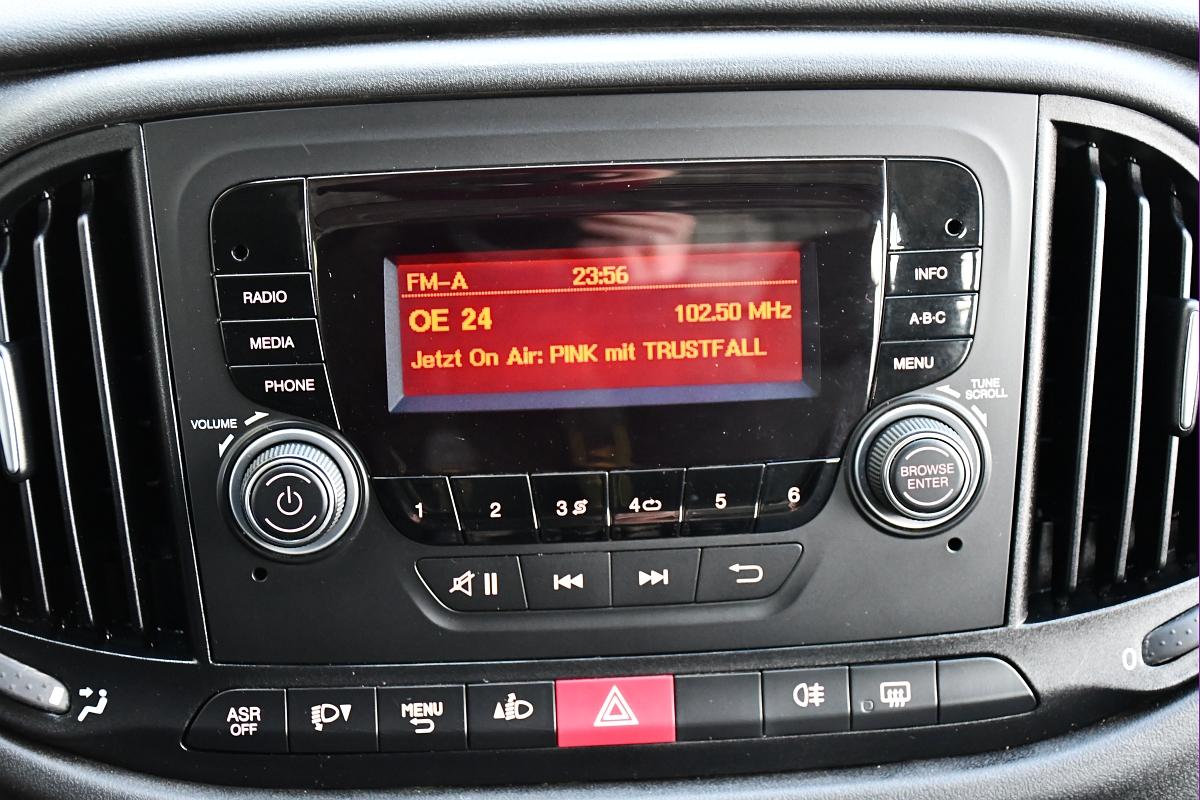 FM-A 23:56
OE 24 102.50 MHz
Jetzt On Air: PINK mit TRUSTFALL
RADIO
MEDIA
PHONE
INFO
A·B·C
MENU
VOLUME
TUNE
SCROLL
BROWSE
ENTER
1 2 3 4 5 6
ASR
OFF
MENU
0